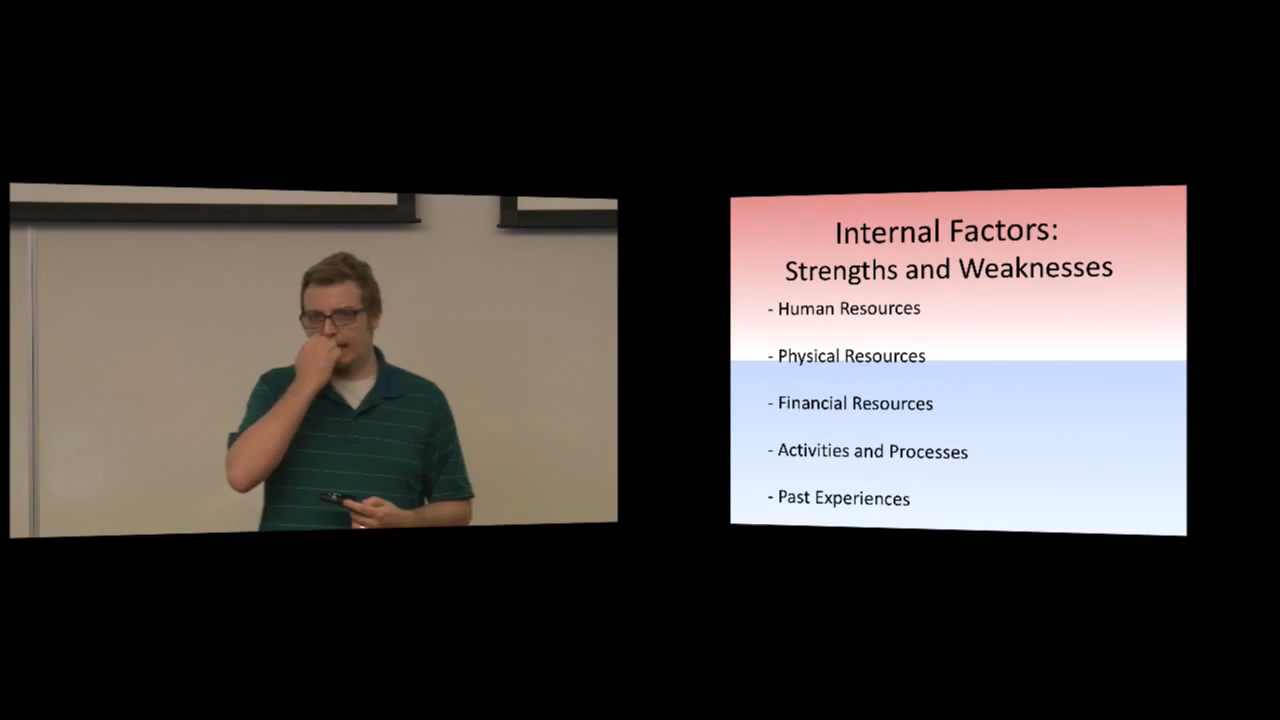 Internal Factors:
Strengths and Weaknesses
- Human Resources
- Physical Resources
- Financial Resources
- Activities and Processes
- Past Experiences